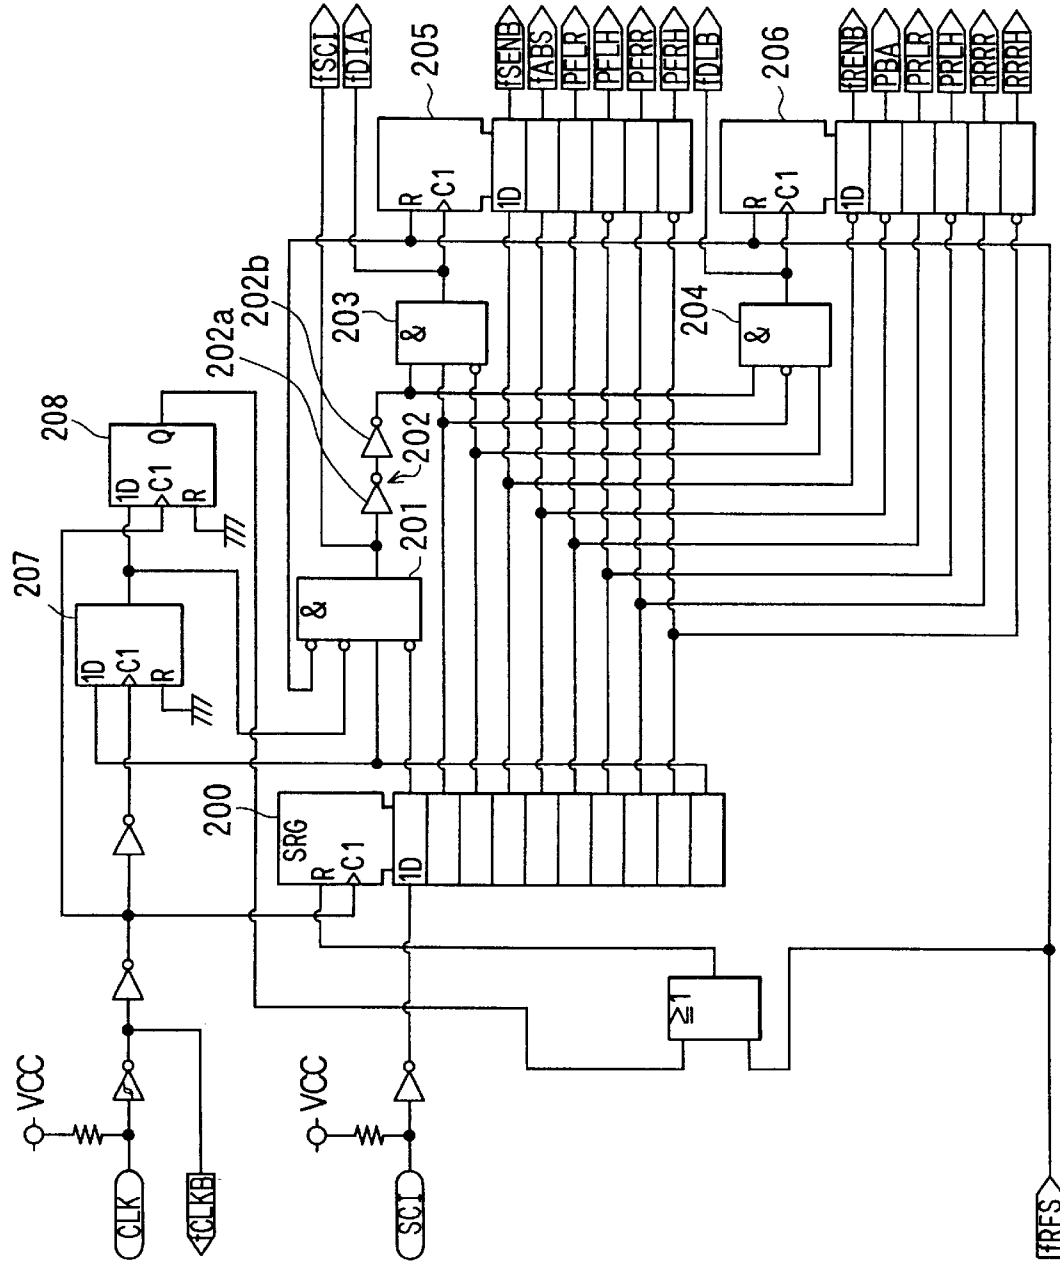 CLK
VCC
fCLKB
207
1D
C1
R
208
1D
C1
R
Q
SCI
VCC
200
SRG
R
C1
1D
&
201
202
202a
202b
fSCI
fDIA
203
&
205
R
C1
1D
fSENB
fABS
PFLR
PFLH
PFRR
PFRH
fDLB
204
&
206
R
C1
1D
fRENB
PBA
PRLR
PRLH
RRRR
RRRH
≧1
fRES